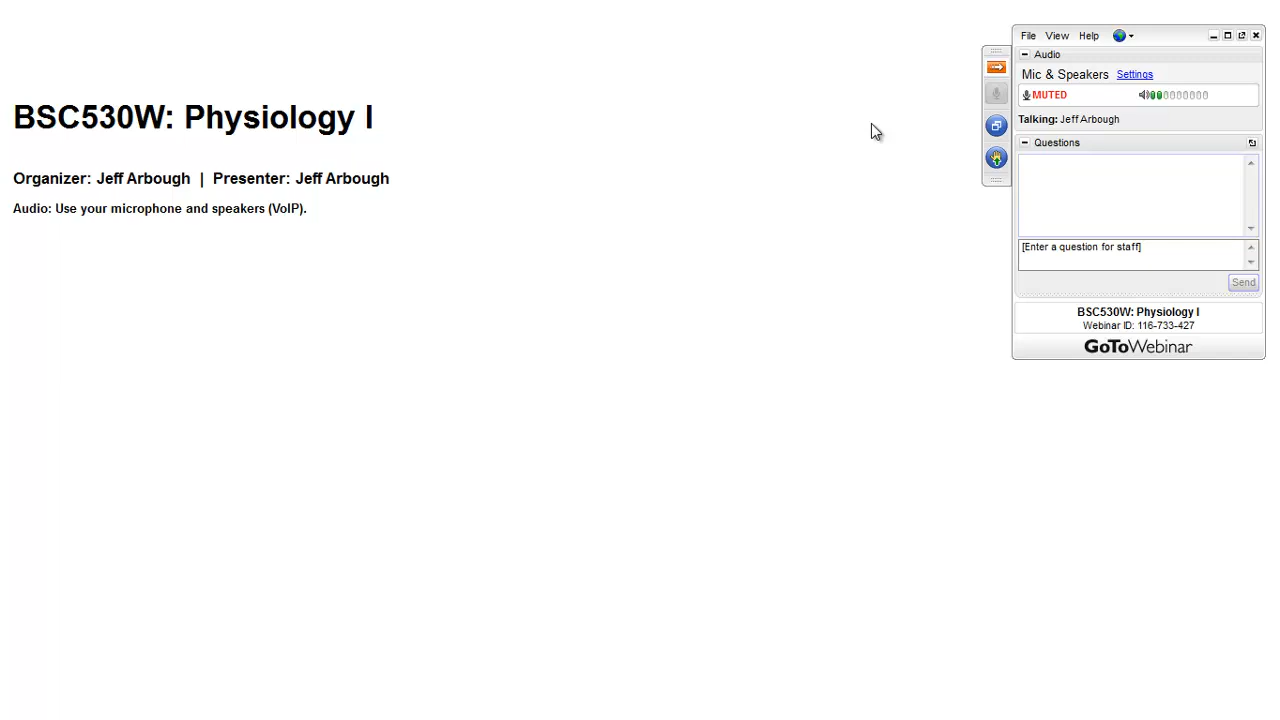 BSC530W: Physiology I
Organizer: Jeff Arbough | Presenter: Jeff Arbough
Audio: Use your microphone and speakers (VoIP).
File View Help
Audio
Mic & Speakers Settings
MUTED
Talking: Jeff Arbough
Questions
[Enter a question for staff]
Send
BSC530W: Physiology I
Webinar ID: 116-733-427
GoToWebinar